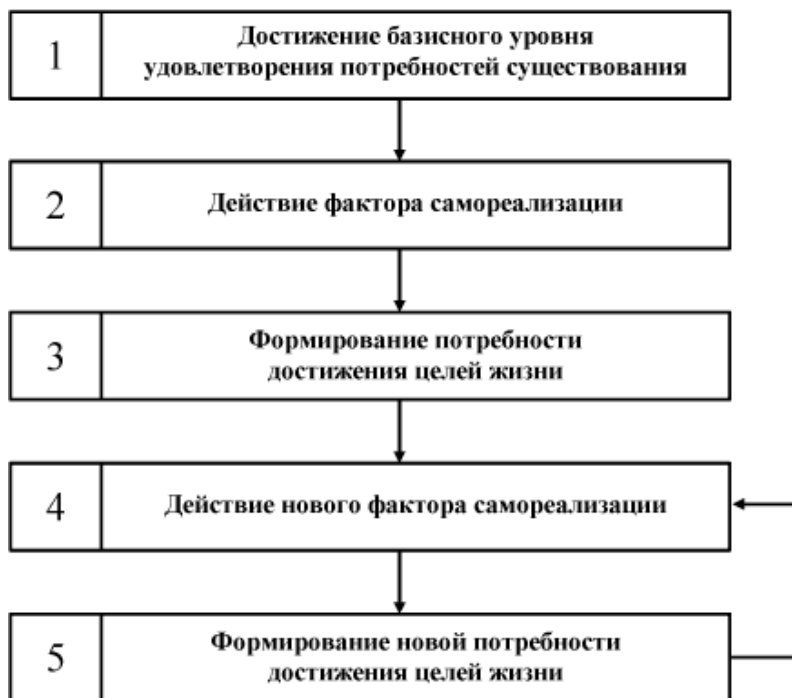 1
Достижение базисного уровня
удовлетворения потребностей существования
2
Действие фактора самореализации
3
Формирование потребности
достижения целей жизни
4
Действие нового фактора самореализации
5
Формирование новой потребности
достижения целей жизни